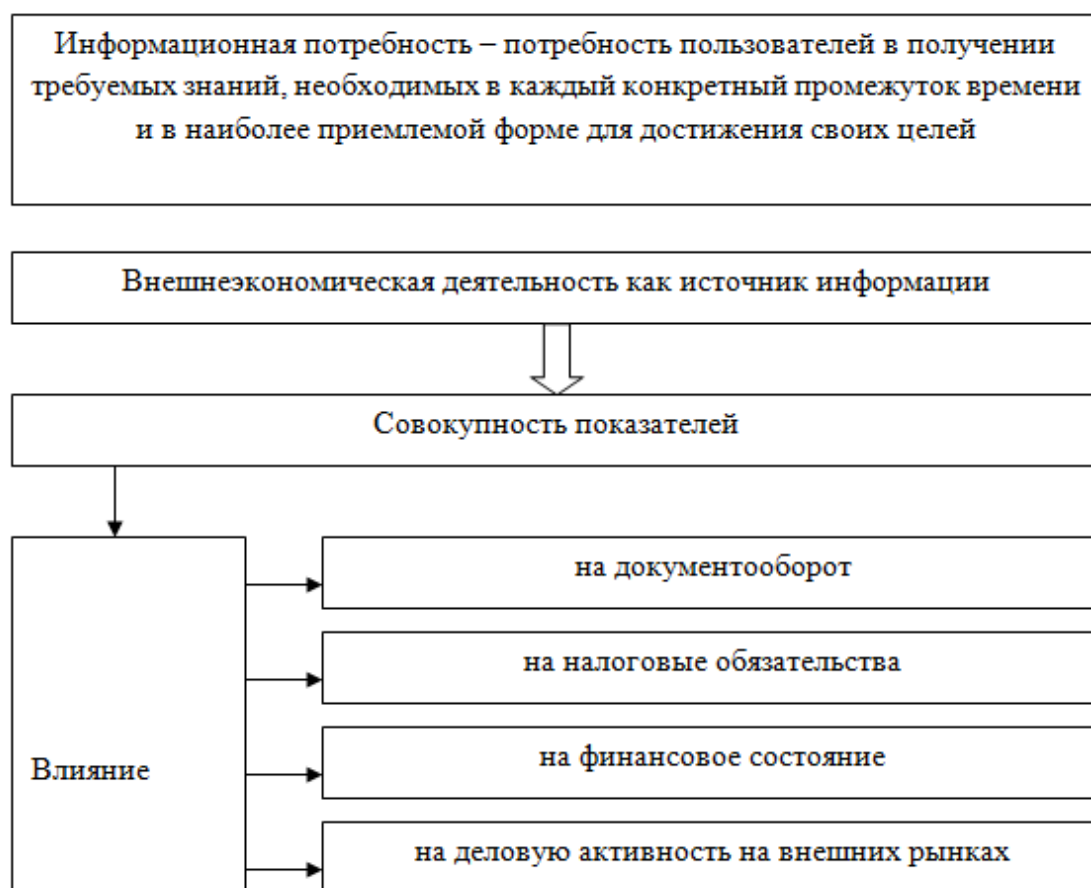 Информационная потребность – потребность пользователей в получении
требуемых знаний, необходимых в каждый конкретный промежуток времени
и в наиболее приемлемой форме для достижения своих целей
Внешнеэкономическая деятельность как источник информации
Совокупность показателей
на документооборот
на налоговые обязательства
на финансовое состояние
Влияние
на деловую активность на внешних рынках